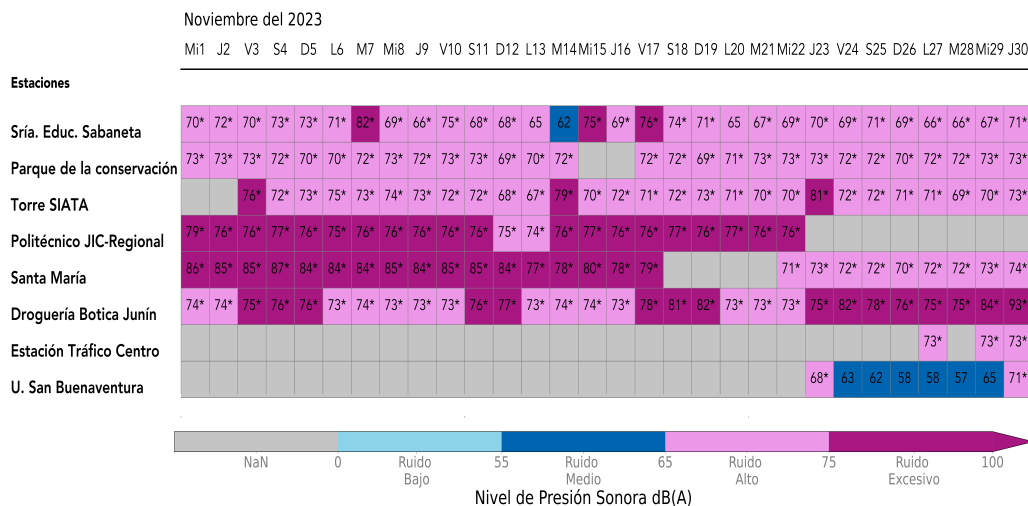 Noviembre del 2023
Mi1 J2 V3 S4 D5 L6 M7 Mi8 J9 V10 S11 D12 L13 M14 Mi15 J16 V17 S18 D19 L20 M21 Mi22 J23 V24 S25 D26 L27 M28 Mi29 J30
Estaciones
Sría. Educ. Sabaneta 70* 72* 70* 73* 73* 71* 82* 69* 66* 75* 68* 68* 65 62 75* 69* 76* 74* 71* 65 67* 69* 70* 69* 71* 69* 66* 66* 67* 71*
Parque de la conservación 73* 73* 73* 72* 70* 70* 72* 73* 72* 73* 73* 69* 70* 72* 72* 72* 69* 71* 73* 73* 73* 72* 72* 70* 72* 72* 73* 73*
Torre SIATA 76* 72* 73* 75* 73* 74* 73* 72* 72* 68* 67* 79* 70* 72* 71* 72* 73* 71* 70* 70* 81* 72* 72* 71* 71* 69* 70* 73*
Politécnico JIC-Regional 79* 76* 76* 77* 76* 75* 76* 76* 76* 76* 76* 75* 74* 76* 77* 76* 76* 77* 76* 77* 76* 76*
Santa María 86* 85* 85* 87* 84* 84* 84* 85* 84* 85* 85* 84* 77* 78* 80* 78* 79* 71* 73* 72* 72* 70* 72* 72* 73* 74*
Droguería Botica Junín 74* 74* 75* 76* 76* 73* 74* 73* 73* 73* 76* 77* 73* 74* 74* 73* 78* 81* 82* 73* 73* 73* 75* 82* 78* 76* 75* 75* 84* 93*
Estación Tráfico Centro 73* 73* 73*
U. San Buenaventura 68* 63 62 58 58 57 65 71*
NaN 0 Ruido Bajo 55 Ruido Medio 65 Ruido Alto 75 Ruido Excesivo 100
Nivel de Presión Sonora dB(A)